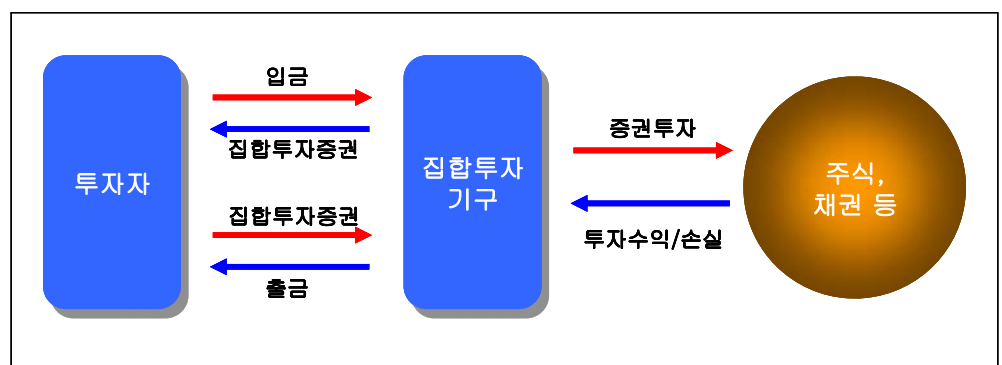 투자자
입금
집합투자증권
집합투자증권
출금
집합투자
기구
증권투자
투자수익/손실
주식,
채권 등